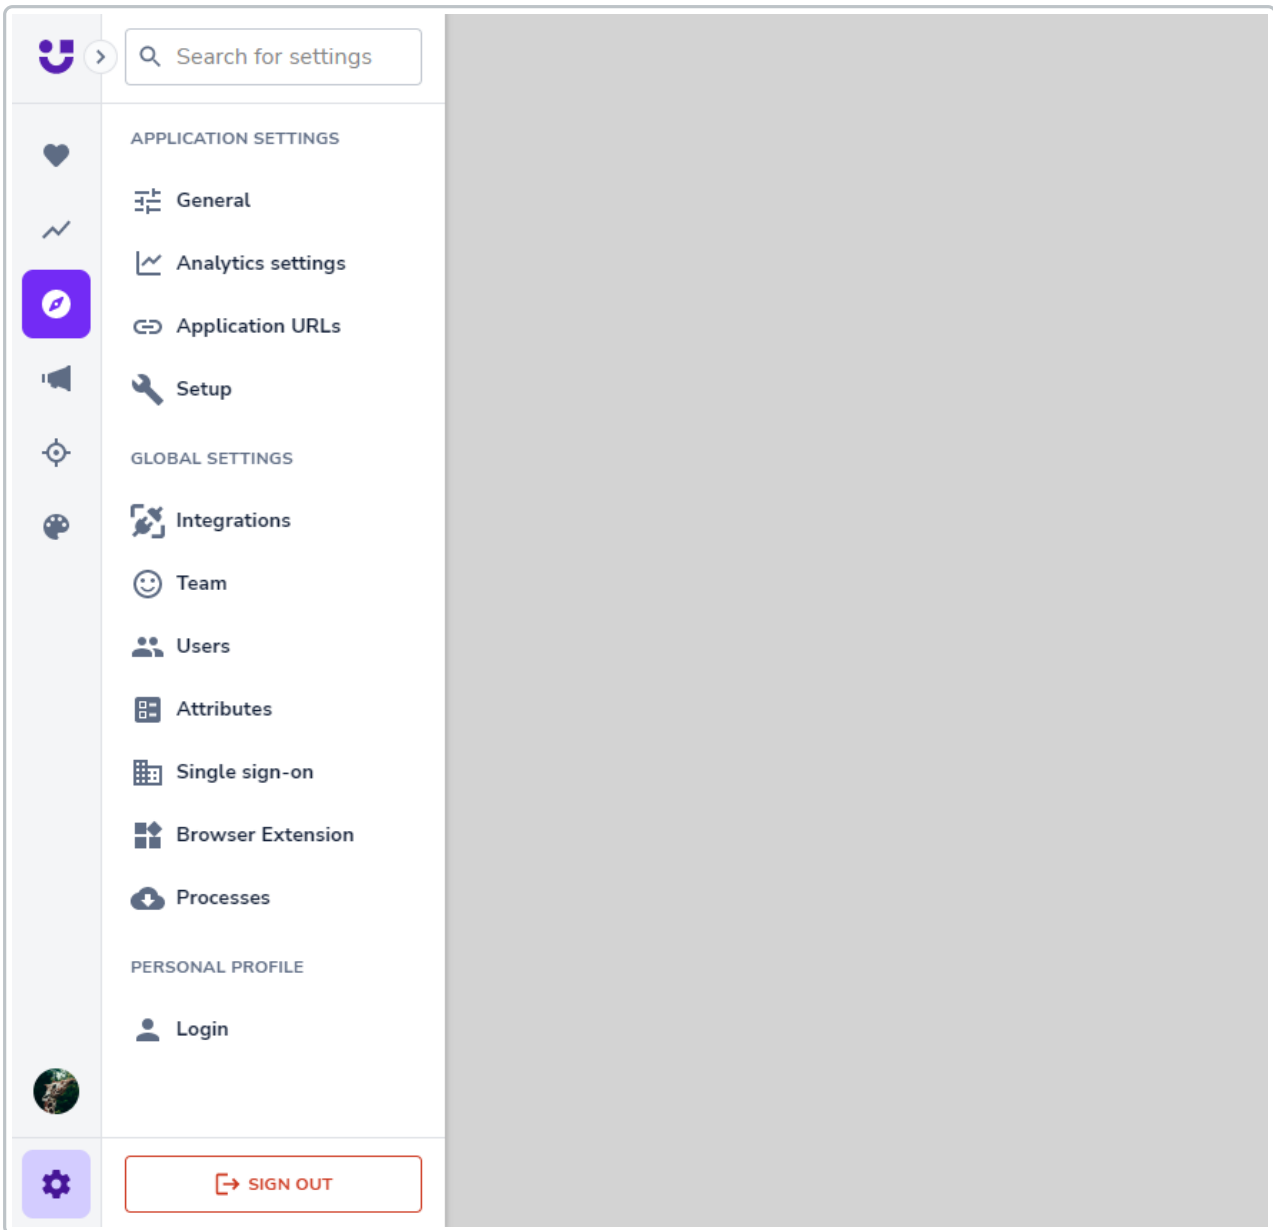 Search for settings
APPLICATION SETTINGS
General
Analytics settings
Application URLs
Setup
GLOBAL SETTINGS
Integrations
Team
Users
Attributes
Single sign-on
Browser Extension
Processes
PERSONAL PROFILE
Login
SIGN OUT